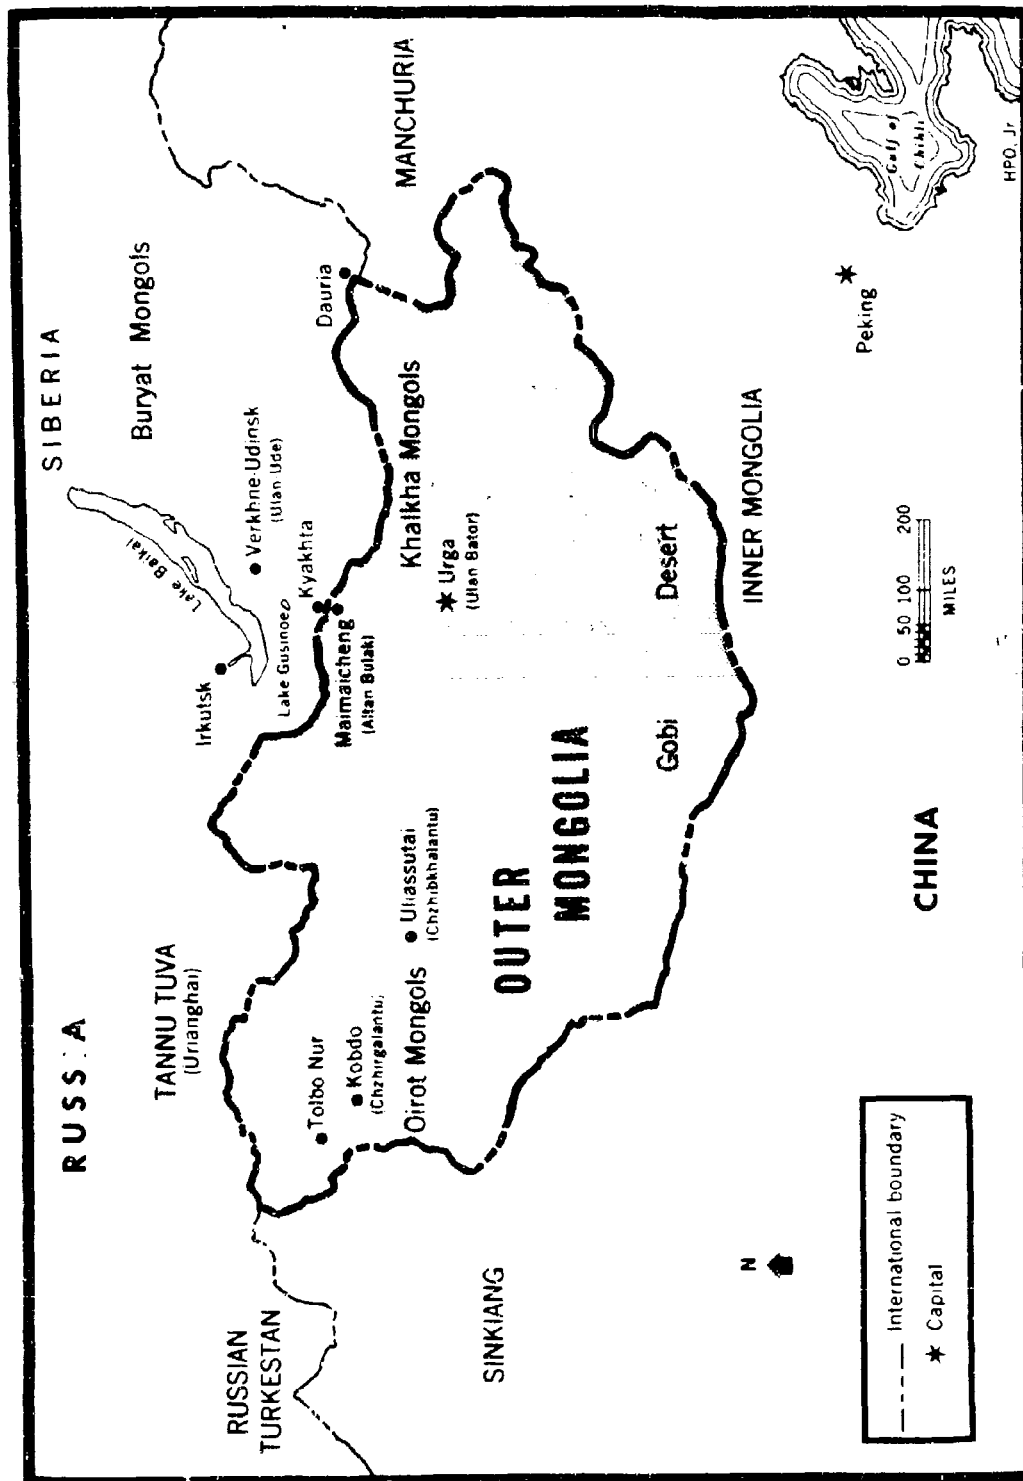 RUSSIA
SIBERIA
TANNU TUVA
(Urianghai)
Buryat Mongols
Lake Baikal
Irkutsk
Verkhne-Udinsk
(Ulan Ude)
RUSSIAN
TURKESTAN
Lake Gusinoe
Kyakhta
Dauria
Tolbo Nur
Maimaicheng
(Altan Bulak)
Kobdo
(Chzhirgalantu)
MANCHURIA
Oirot Mongols
Uliassutai
(Chzhibkhalantu)
Khalkha Mongols
Urga
(Ulan Bator)
SINKIANG
OUTER
MONGOLIA
Gobi Desert
INNER MONGOLIA
N
Peking
Gulf of
Chihli
CHINA
0 50 100 200
MILES
International boundary
Capital
HPO, Jr